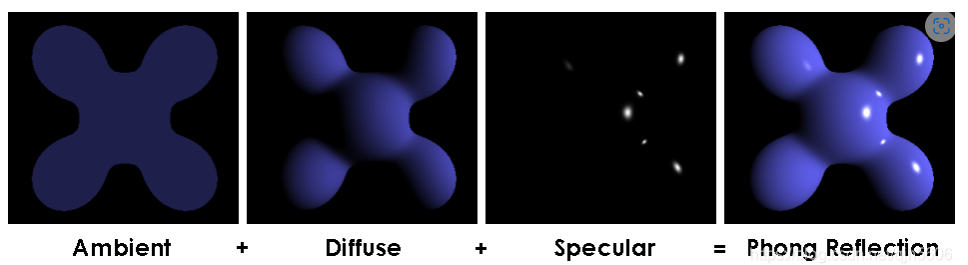 Ambient + Diffuse + Specular = Phong Reflection